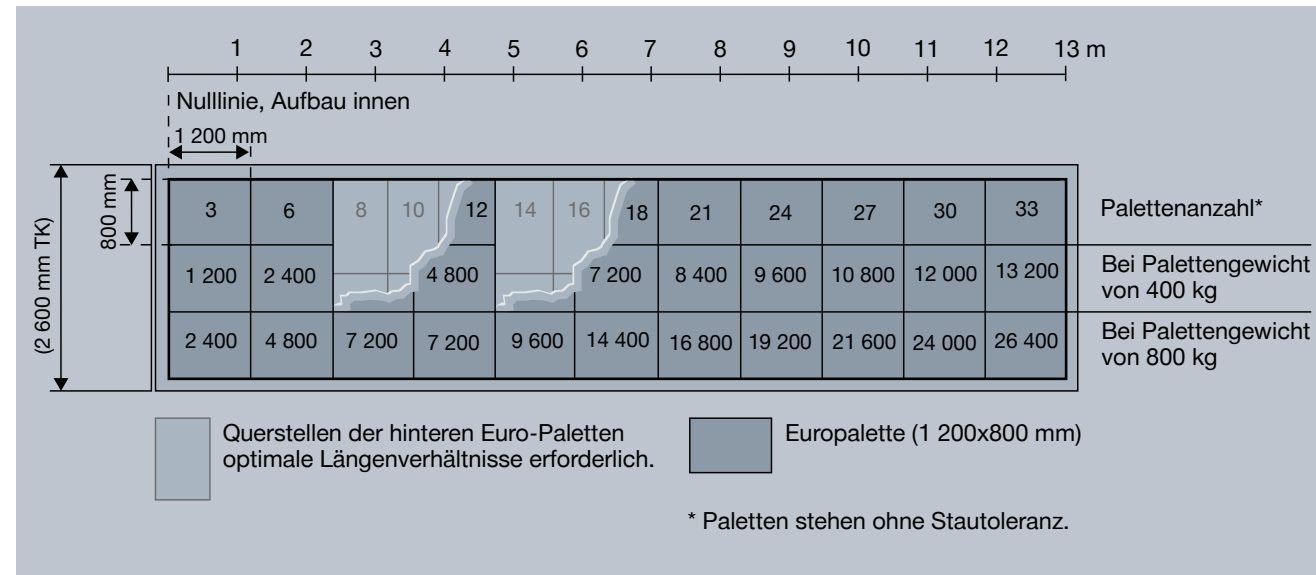 1 2 3 4 5 6 7 8 9 10 11 12 13 m
Nulllinie, Aufbau innen
1 200 mm
800 mm
(2 600 mm TK)
3 6 8 10 12 14 16 18 21 24 27 30 33 Palettenanzahl*
1 200 2 400 4 800 7 200 8 400 9 600 10 800 12 000 13 200 Bei Palettengewicht
von 400 kg
2 400 4 800 7 200 7 200 9 600 14 400 16 800 19 200 21 600 24 000 26 400 Bei Palettengewicht
von 800 kg
Querstellen der hinteren Euro-Paletten
optimale Längenverhältnisse erforderlich.
Europalette (1 200x800 mm)
* Paletten stehen ohne Stautoleranz.